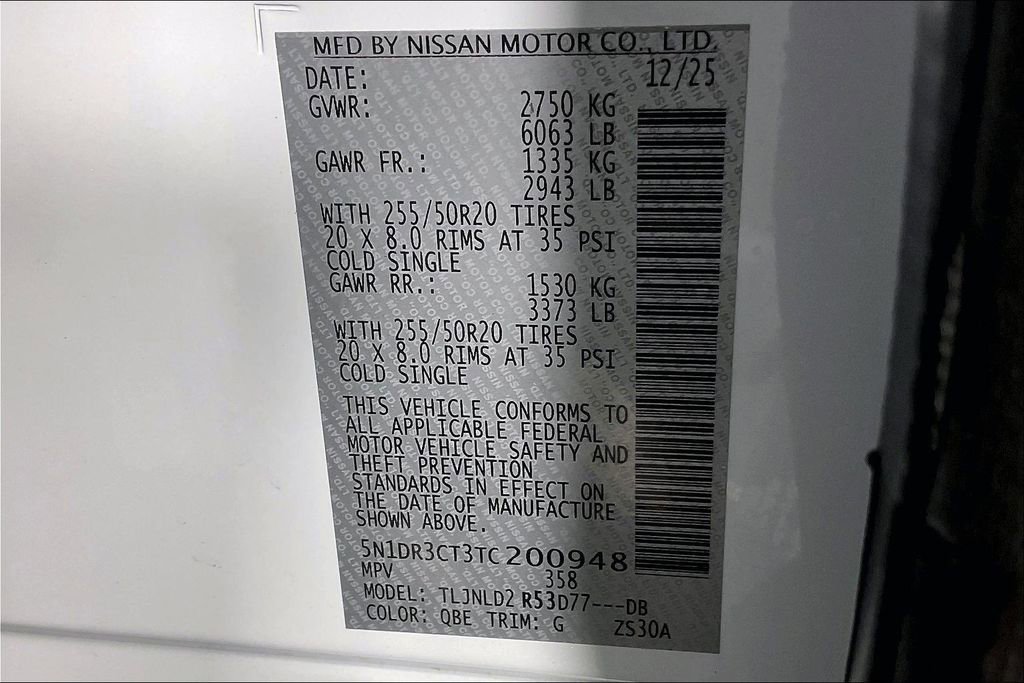 MFD BY NISSAN MOTOR CO., LTD.
DATE: 12/25
GVWR: 2750 KG
6063 LB
GAWR FR.: 1335 KG
2943 LB
WITH 255/50R20 TIRES
20 X 8.0 RIMS AT 35 PSI
COLD SINGLE
GAWR RR.: 1530 KG
3373 LB
WITH 255/50R20 TIRES
20 X 8.0 RIMS AT 35 PSI
COLD SINGLE
THIS VEHICLE CONFORMS TO
ALL APPLICABLE FEDERAL
MOTOR VEHICLE SAFETY AND
THEFT PREVENTION
STANDARDS IN EFFECT ON
THE DATE OF MANUFACTURE
SHOWN ABOVE.
5N1DR3CT3TC200948
MPV 358
MODEL: TLJNLD2 R53D77---DB
COLOR: QBE TRIM: G ZS30A